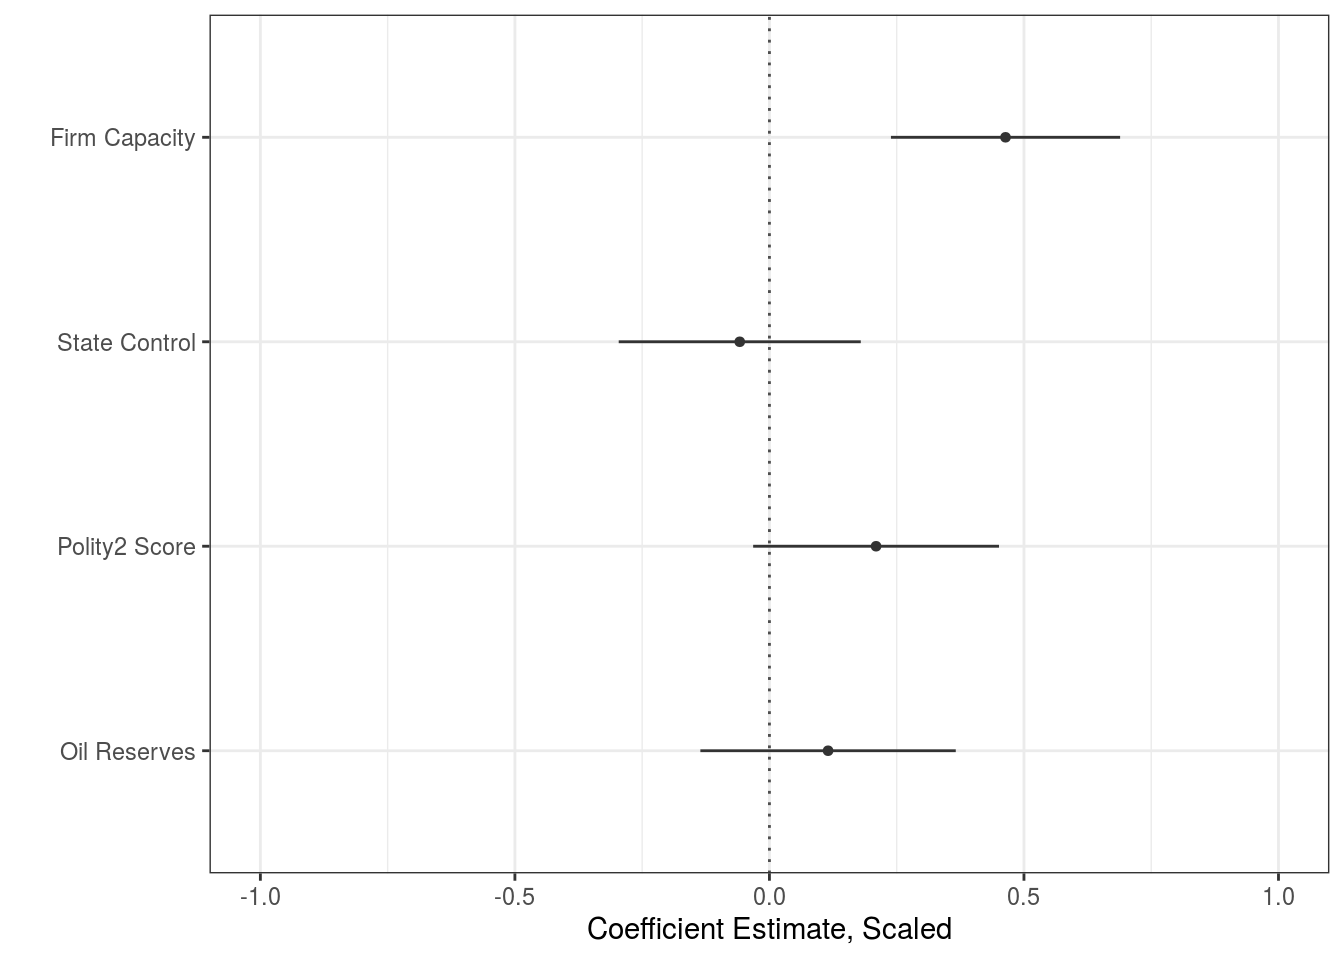 Firm Capacity
State Control
Polity2 Score
Oil Reserves
-1.0 -0.5 0.0 0.5 1.0
Coefficient Estimate, Scaled